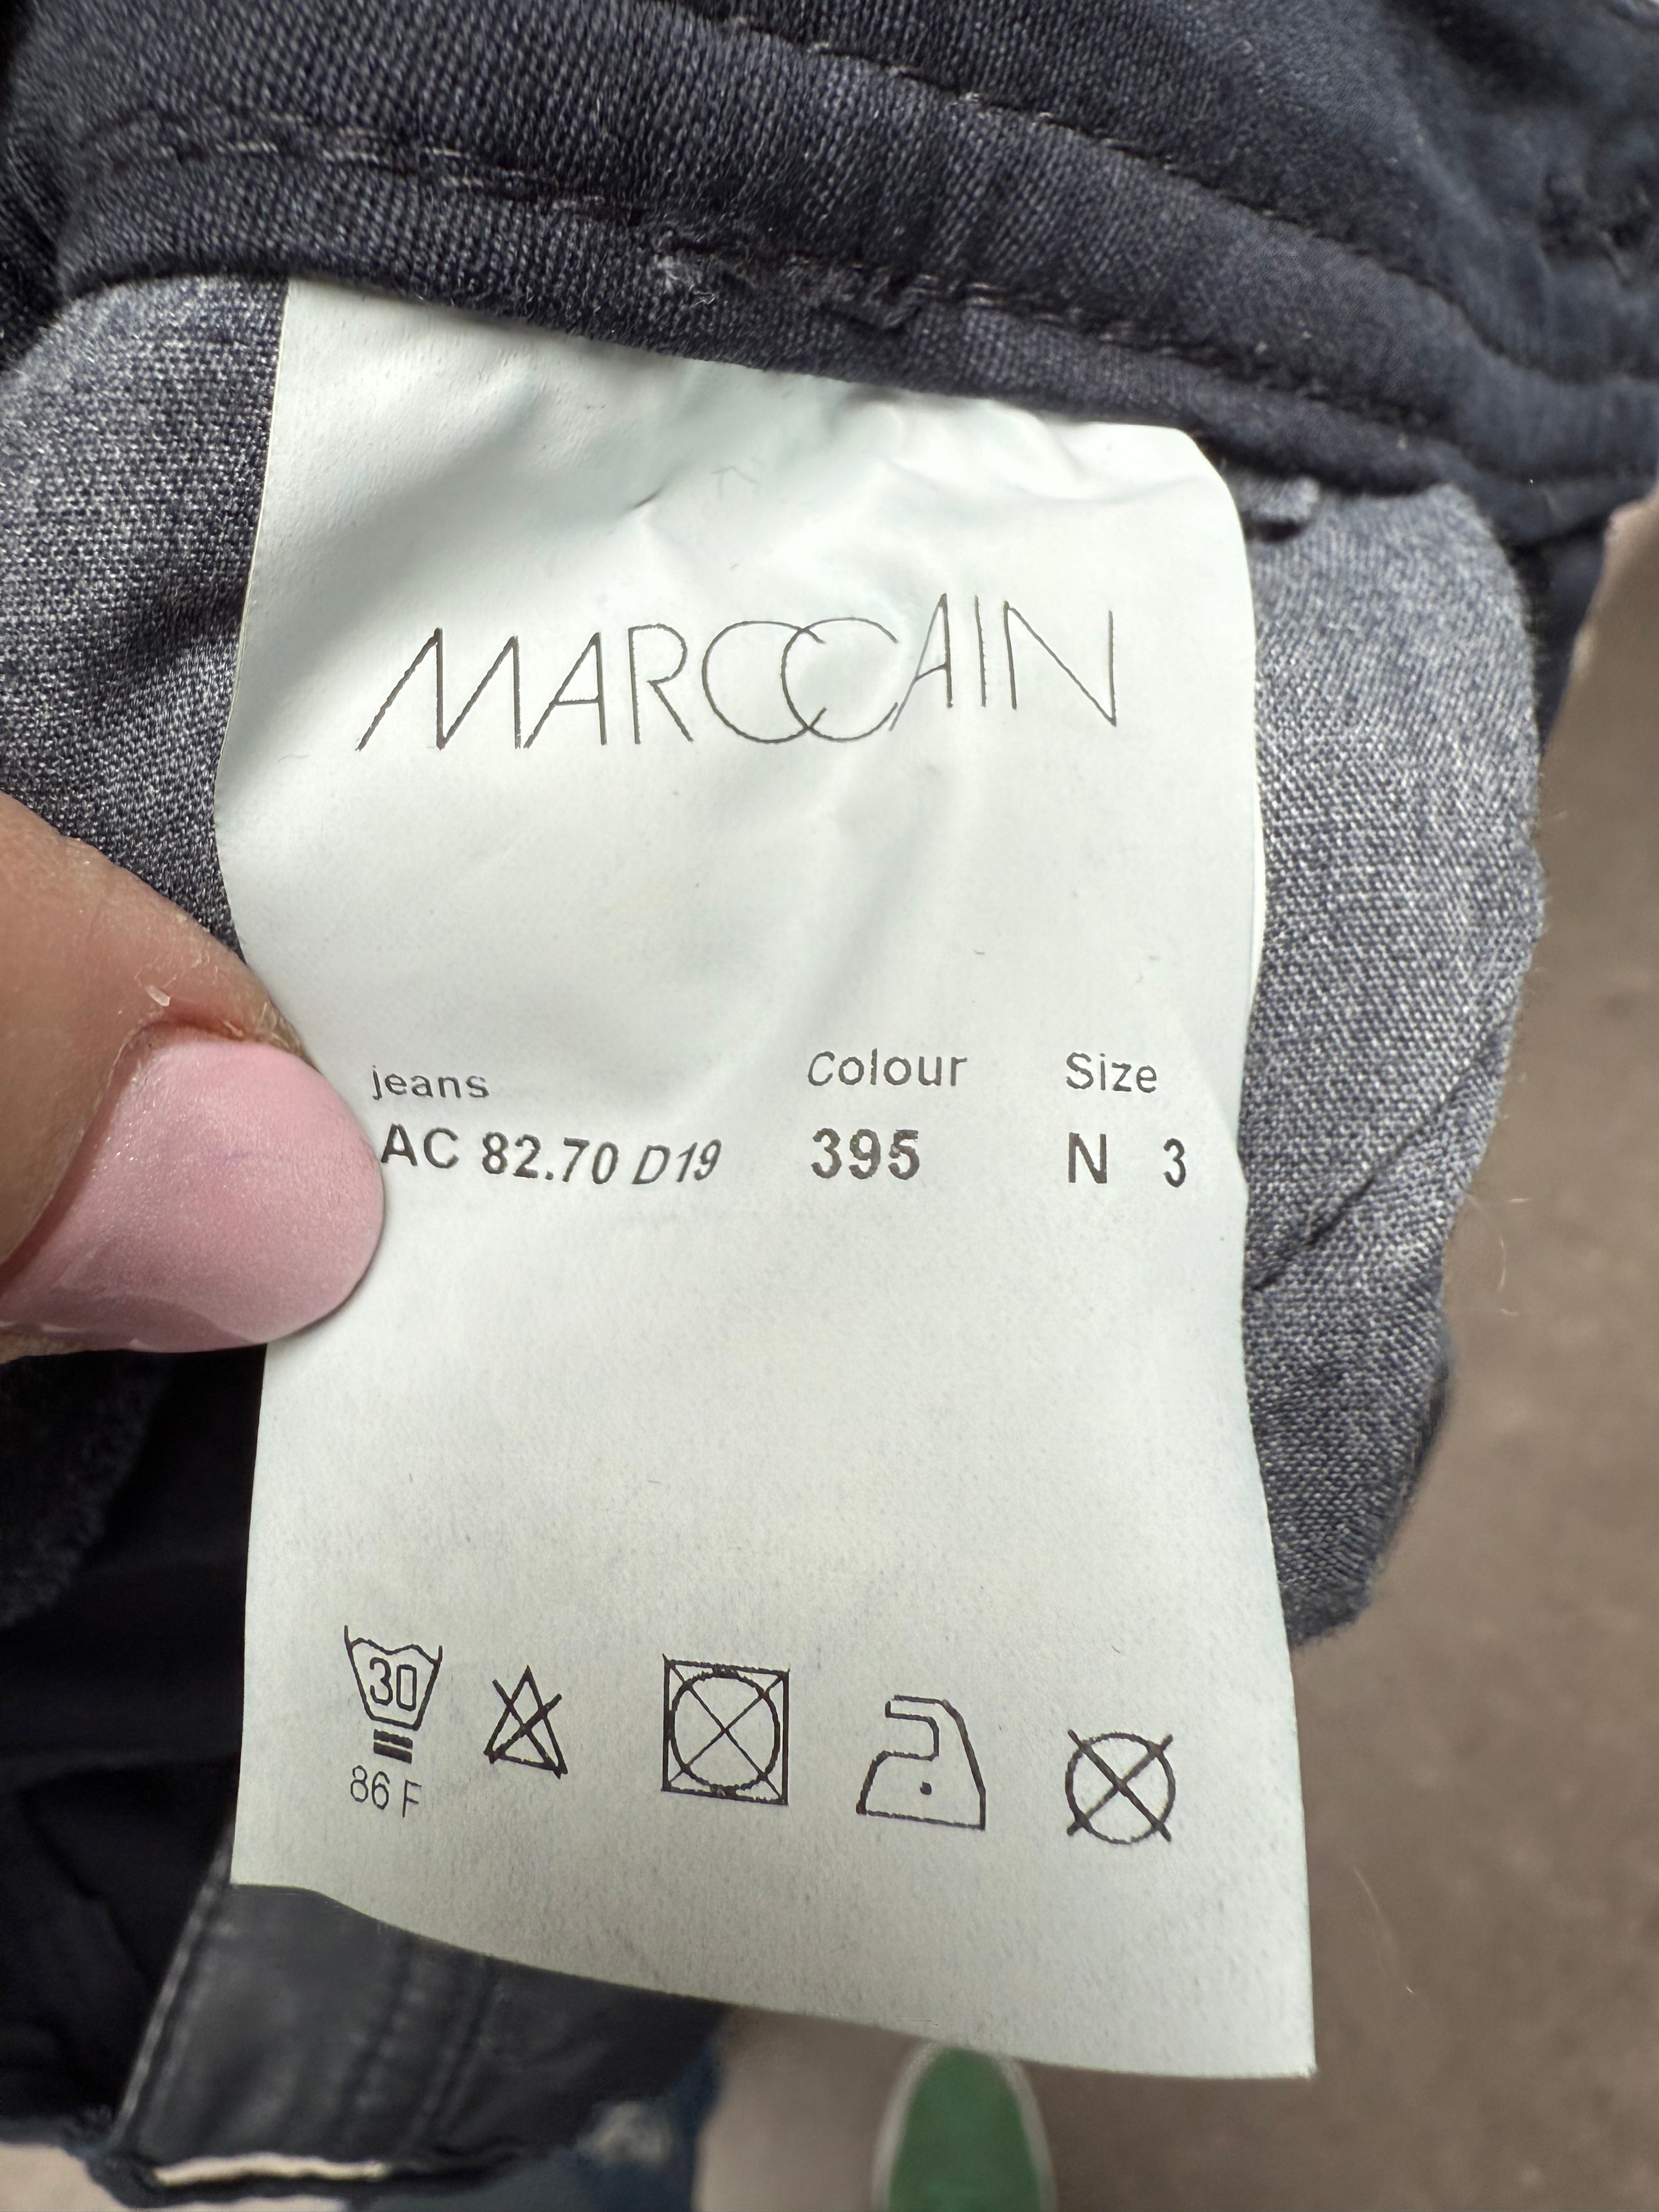 MARCCAIN
jeans Colour Size
AC 82.70 D19 395 N 3
30
86 F